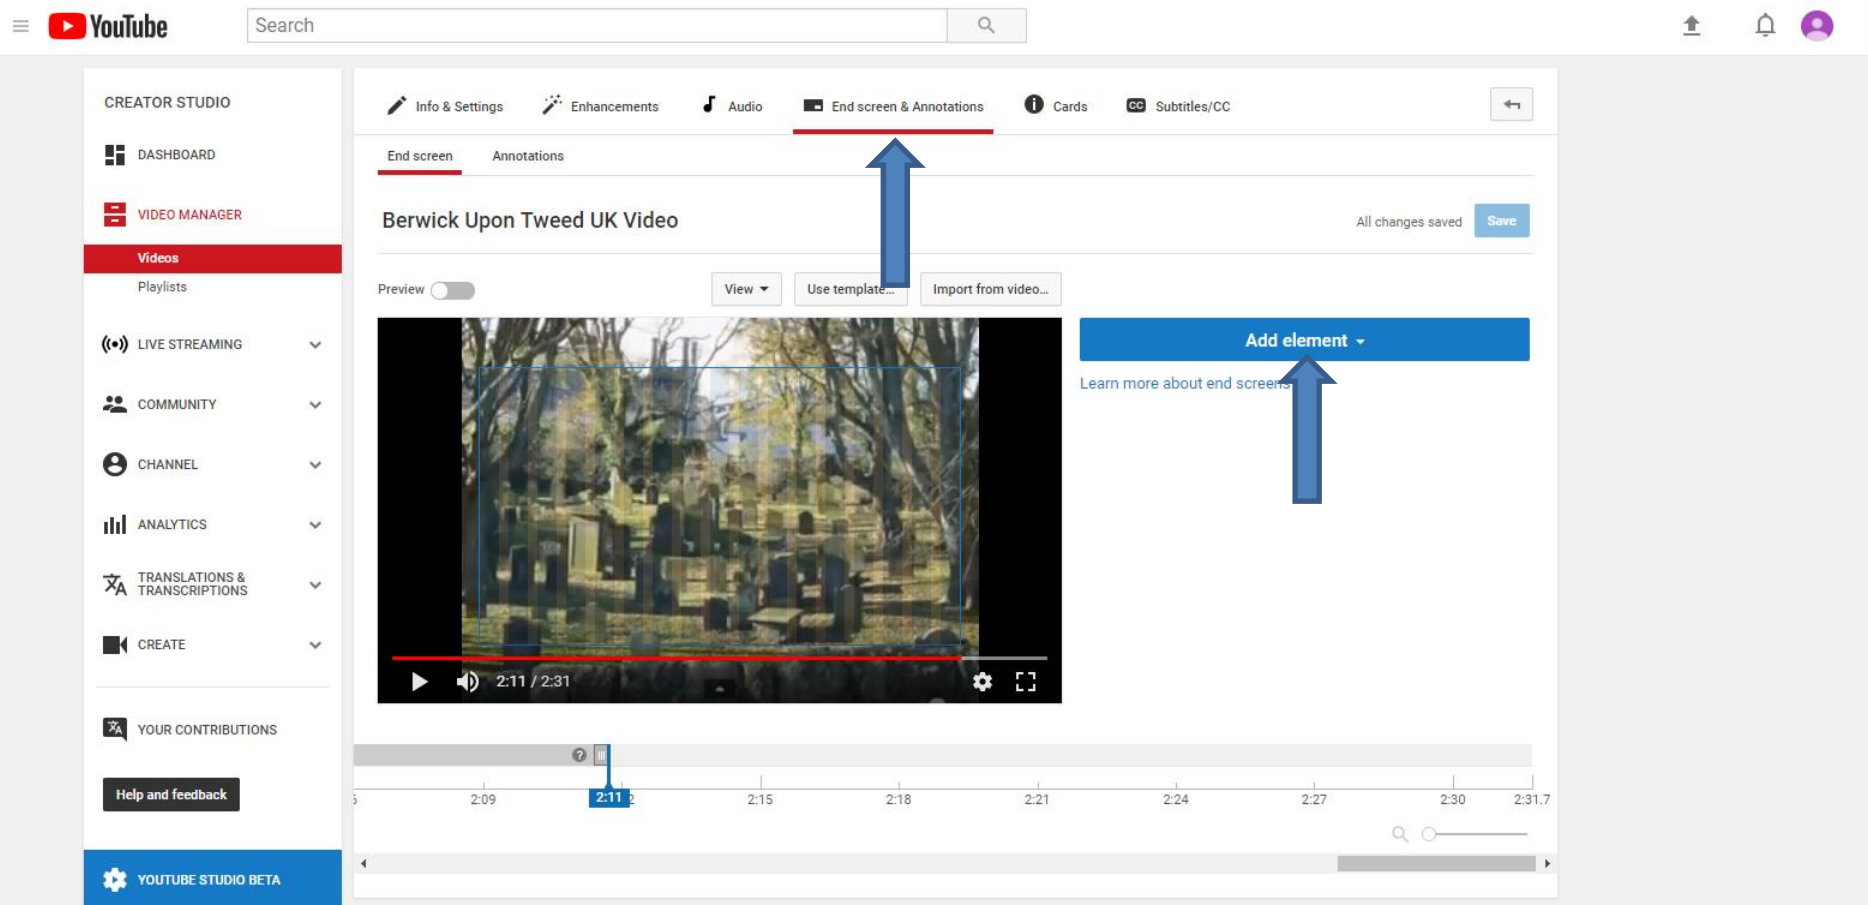 YouTube
Search
CREATOR STUDIO
DASHBOARD
VIDEO MANAGER
Videos
Playlists
LIVE STREAMING
COMMUNITY
CHANNEL
ANALYTICS
TRANSLATIONS &
TRANSCRIPTIONS
CREATE
YOUR CONTRIBUTIONS
Help and feedback
YOUTUBE STUDIO BETA
Info & Settings
Enhancements
Audio
End screen & Annotations
Cards
CC Subtitles/CC
End screen
Annotations
Berwick Upon Tweed UK Video
All changes saved
Save
Preview
View
Use template...
Import from video...
Add element
Learn more about end screens
2:11 / 2:31
2:09
2:11
2:15
2:18
2:21
2:24
2:27
2:30
2:31.7